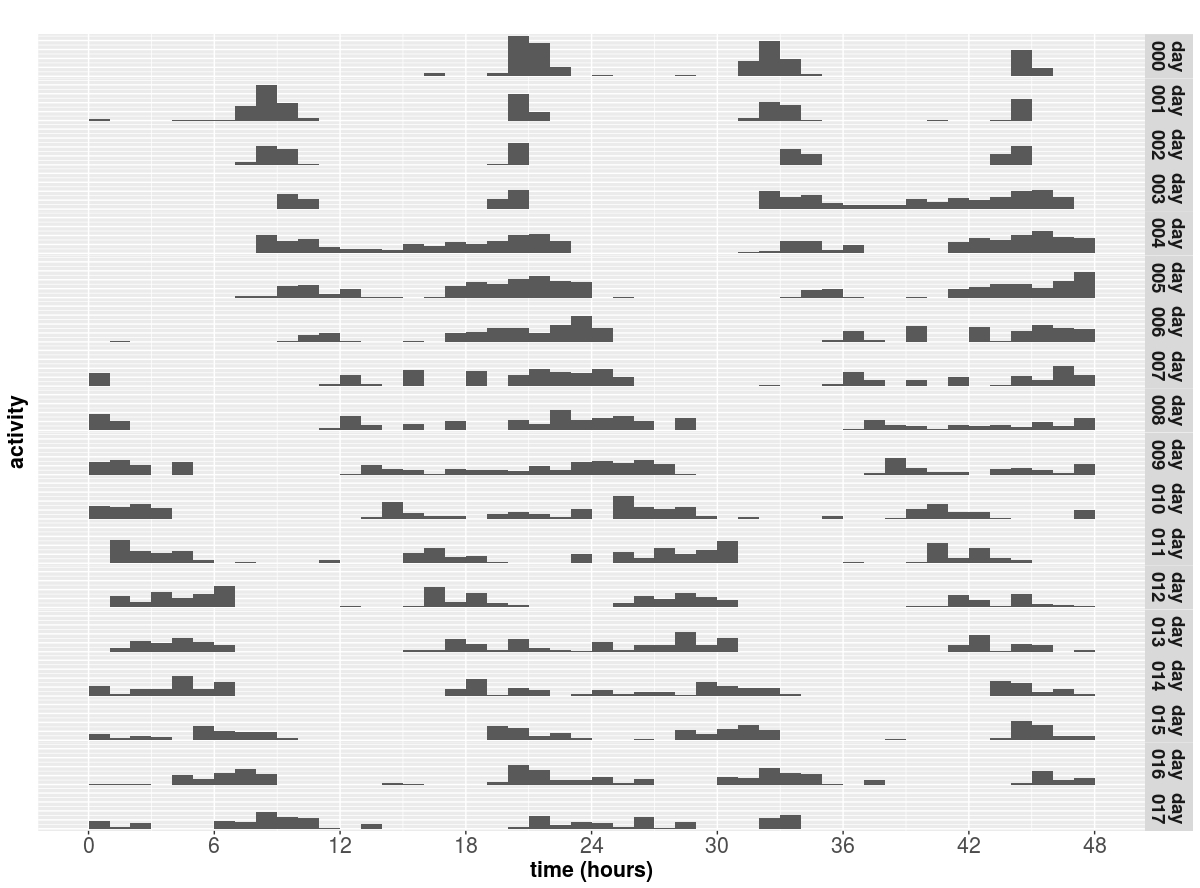 day 000
day 001
day 002
day 003
day 004
day 005
day 006
day 007
day 008
day 009
day 010
day 011
day 012
day 013
day 014
day 015
day 016
day 017
activity
0 6 12 18 24 30 36 42 48
time (hours)